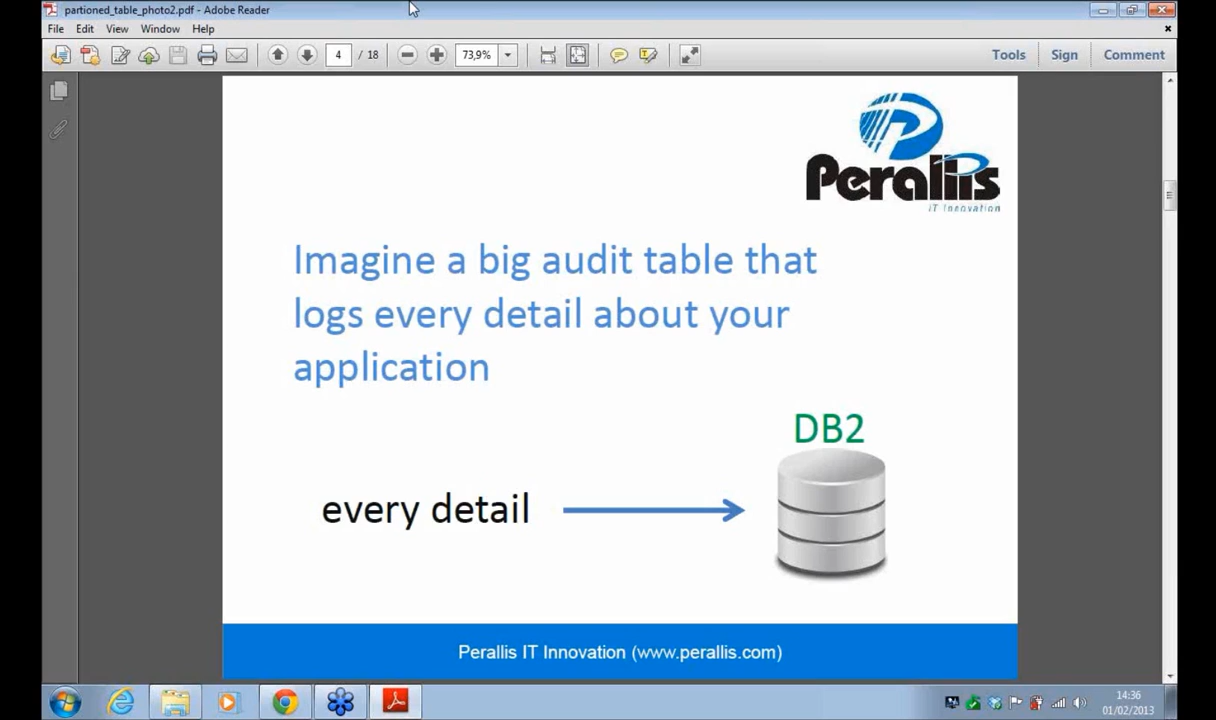 partioned_table_photo2.pdf - Adobe Reader
File Edit View Window Help
4 / 18 73,9% Tools Sign Comment
Perallis
IT Innovation
Imagine a big audit table that
logs every detail about your
application
DB2
every detail
Perallis IT Innovation (www.perallis.com)
14:36
01/02/2013